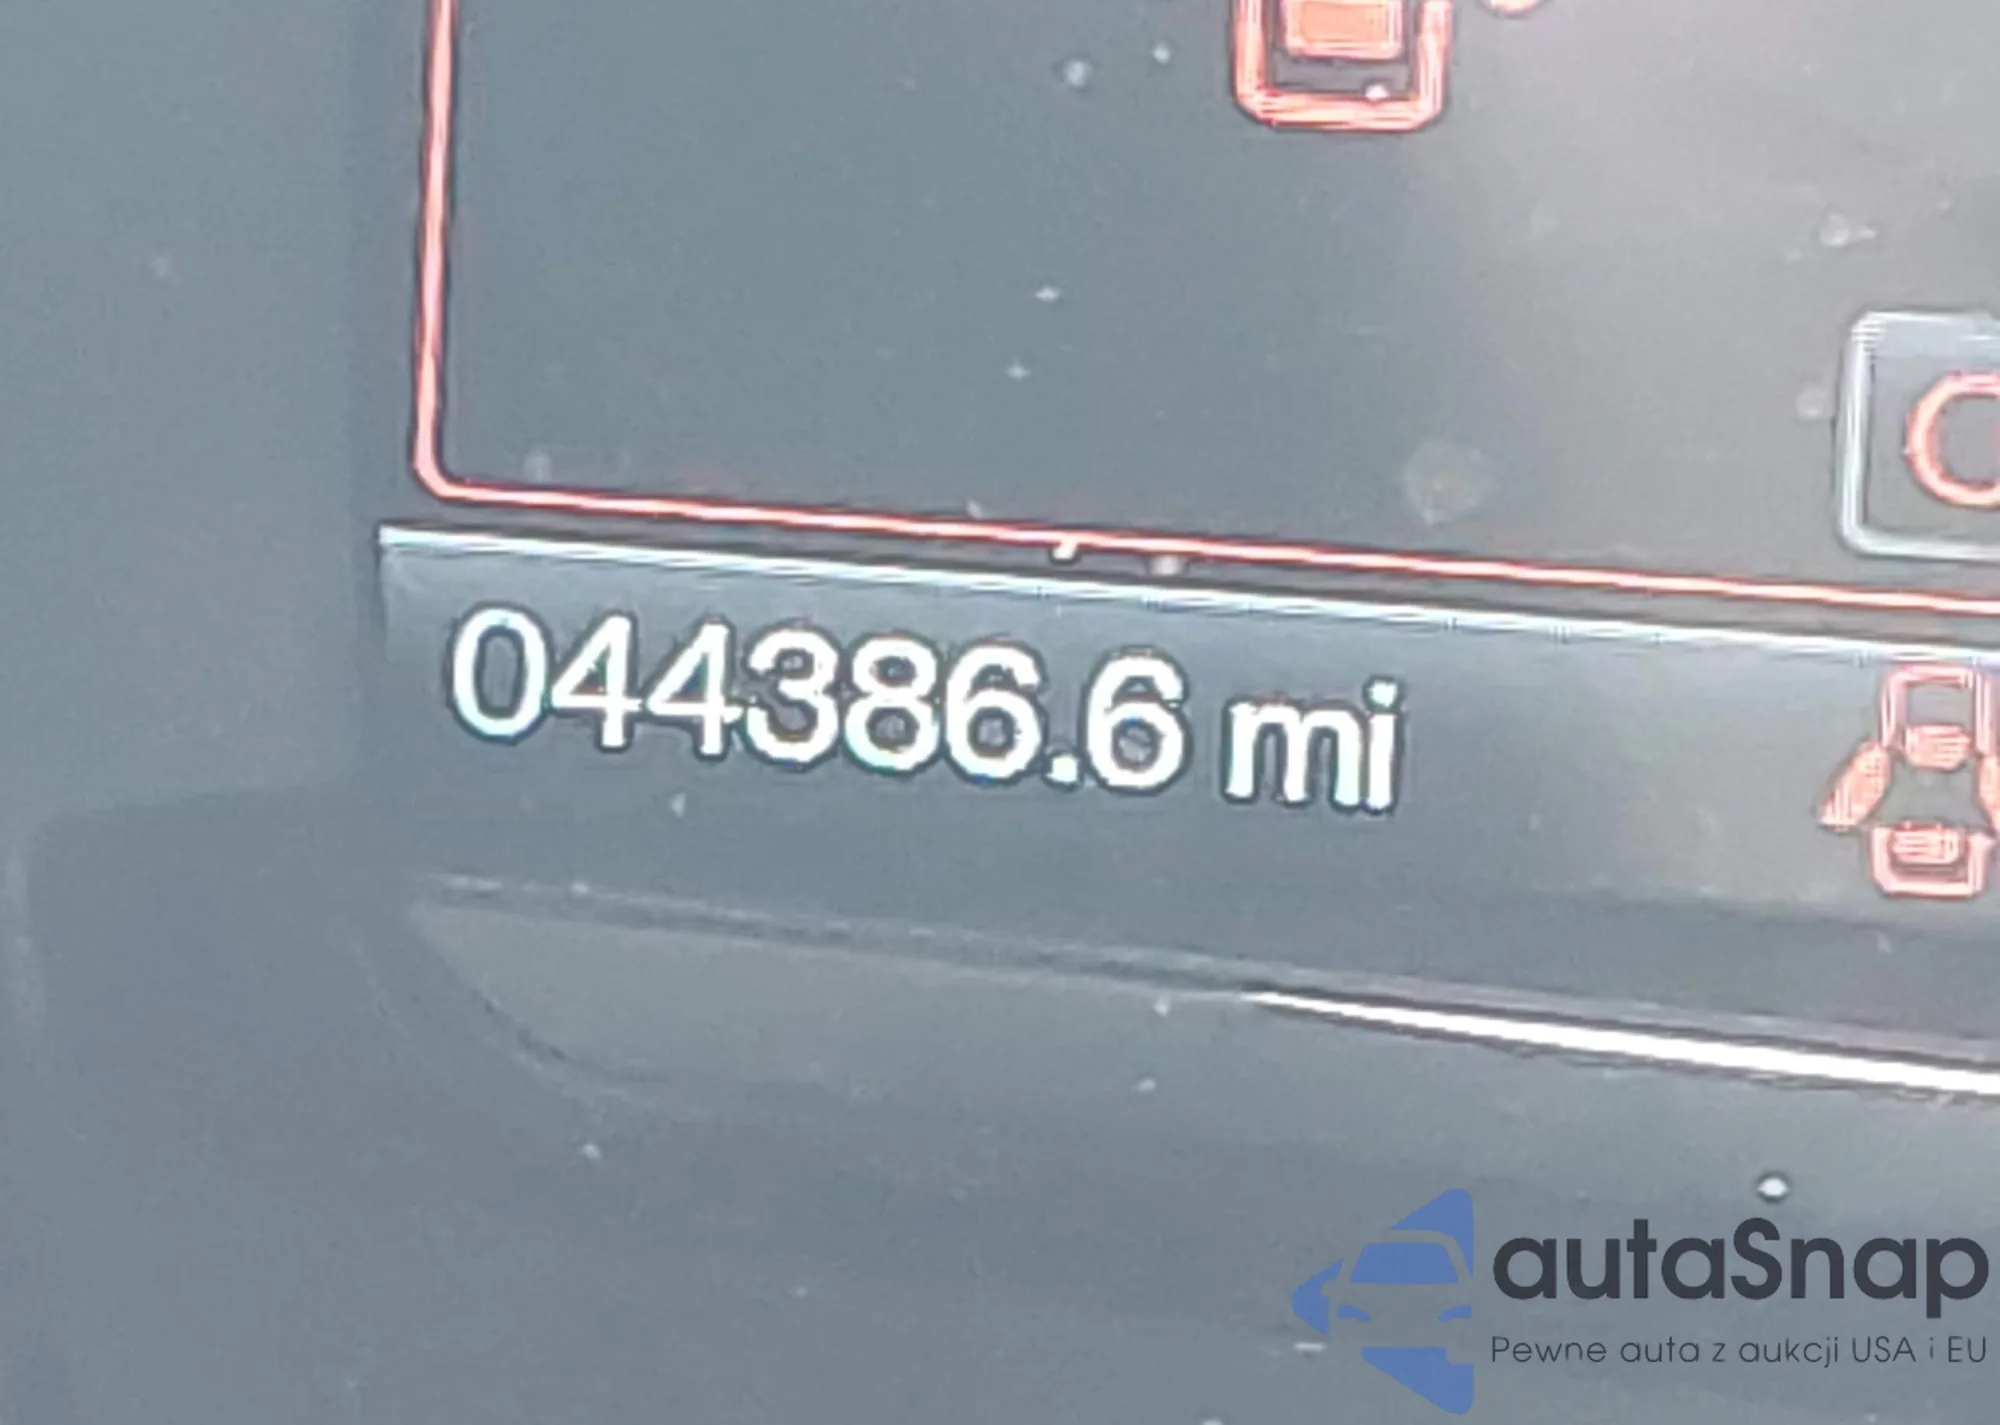 044386.6 mi
autaSnap
Pewne auta z aukcji USA i EU